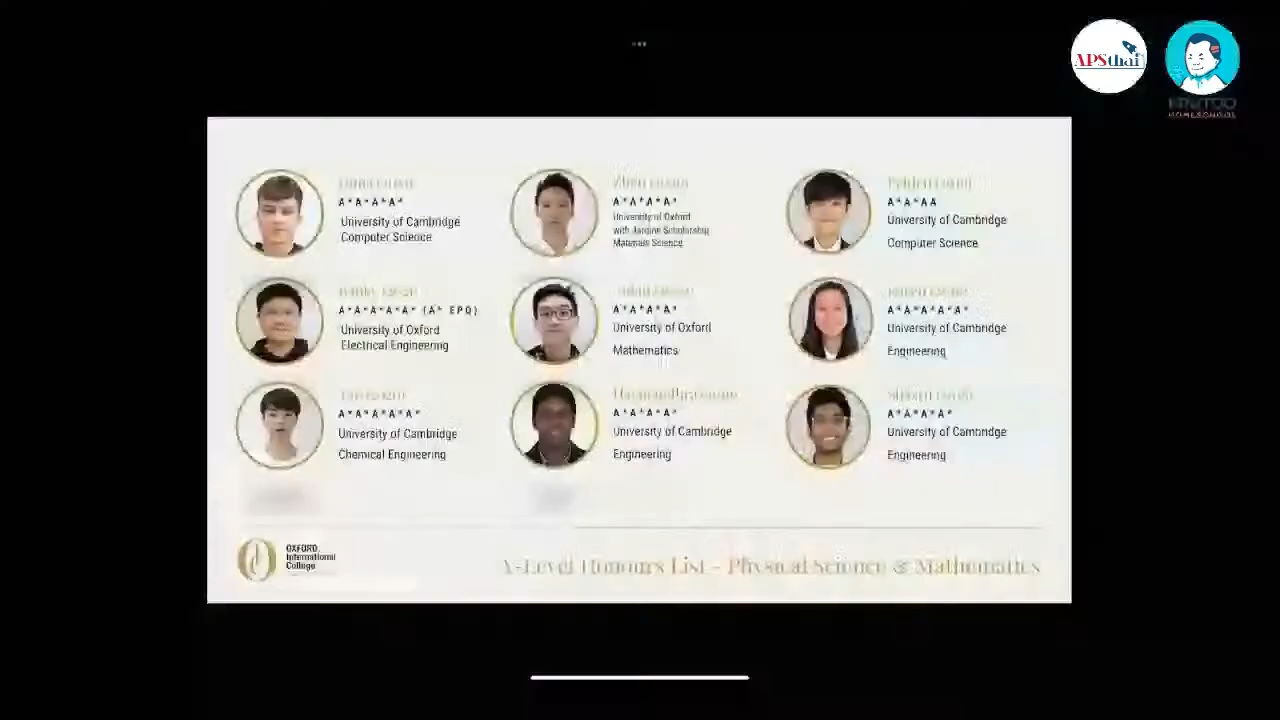 APSthai
HOMESCHOOL
A*A*A*A*
University of Cambridge
Computer Science
A*A*A*A*
University of Oxford
with Jardine Scholarship
Materials Science
A*A*AA
University of Cambridge
Computer Science
A*A*A*A*A* (A* EPQ)
University of Oxford
Electrical Engineering
A*A*A*A*
University of Oxford
Mathematics
A*A*A*A*A*
University of Cambridge
Engineering
A*A*A*A*A*
University of Cambridge
Chemical Engineering
A*A*A*A*
University of Cambridge
Engineering
A*A*A*A*
University of Cambridge
Engineering
OXFORD
International
College
A-Level Honours List - Physical Science & Mathematics